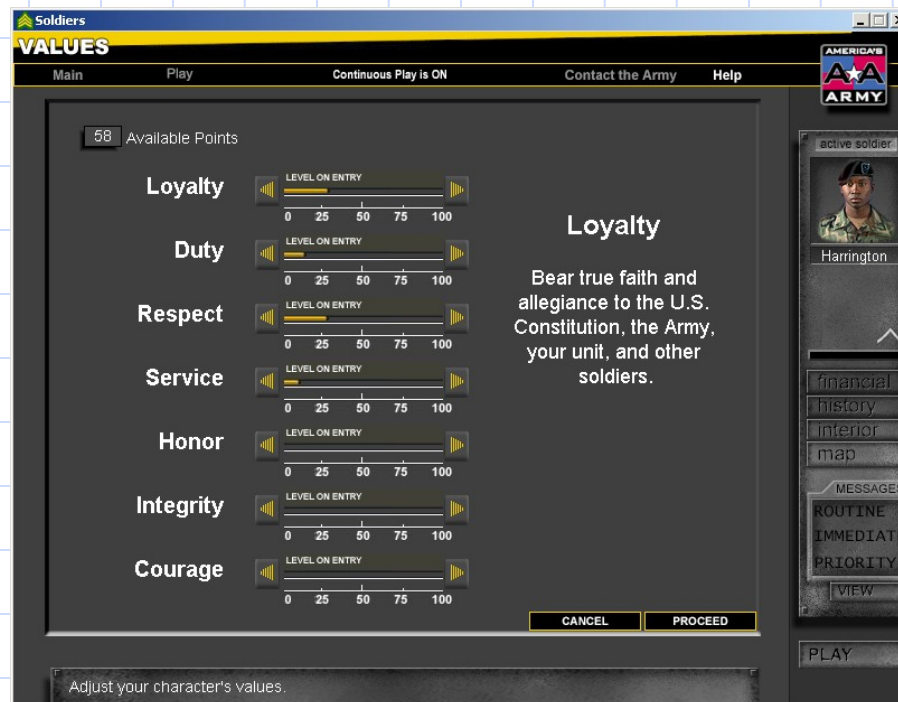 Soldiers
VALUES
AMERICA'S
AA
ARMY
Main Play Continuous Play is ON Contact the Army Help
58 Available Points
active soldier
Harrington
Loyalty
LEVEL ON ENTRY
0 25 50 75 100
Duty
LEVEL ON ENTRY
0 25 50 75 100
Respect
LEVEL ON ENTRY
0 25 50 75 100
Service
LEVEL ON ENTRY
0 25 50 75 100
Honor
LEVEL ON ENTRY
0 25 50 75 100
Integrity
LEVEL ON ENTRY
0 25 50 75 100
Courage
LEVEL ON ENTRY
0 25 50 75 100
Loyalty
Bear true faith and
allegiance to the U.S.
Constitution, the Army,
your unit, and other
soldiers.
CANCEL PROCEED
financial
history
interior
map
MESSAGES
ROUTINE
IMMEDIAT
PRIORITY
VIEW
PLAY
Adjust your character's values.